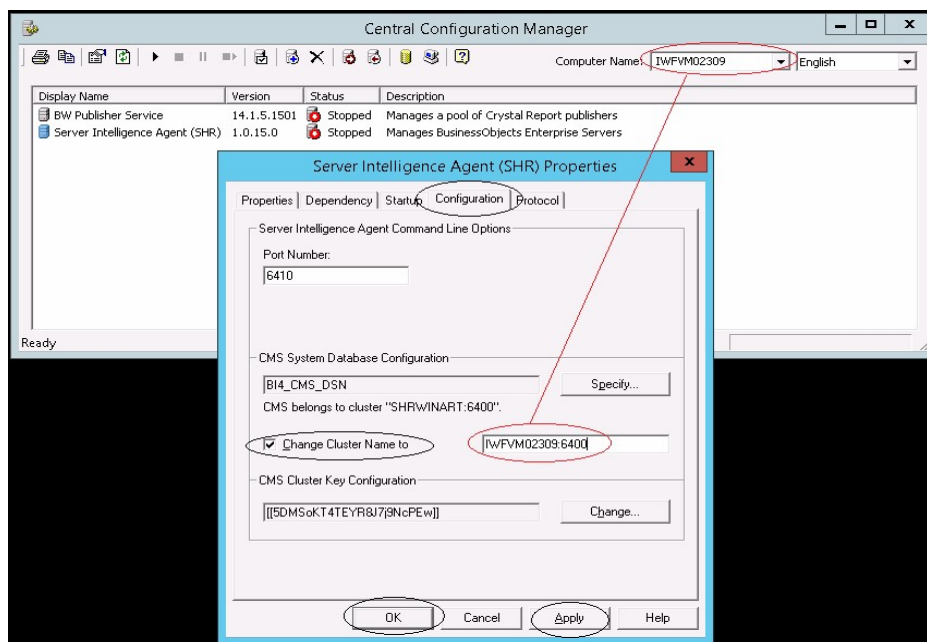 Central Configuration Manager
Computer Name: IWFVM02309 English
Display Name Version Status Description
BW Publisher Service 14.1.5.1501 Stopped Manages a pool of Crystal Report publishers
Server Intelligence Agent (SHR) 1.0.15.0 Stopped Manages BusinessObjects Enterprise Servers
Server Intelligence Agent (SHR) Properties
Properties Dependency Startup Configuration Protocol
Server Intelligence Agent Command Line Options
Port Number:
6410
Ready
CMS System Database Configuration
BI4_CMS_DSN Specify...
CMS belongs to cluster "SHRWINART:6400".
Change Cluster Name to IWFVM02309:6400
CMS Cluster Key Configuration
[[5DMSoKT4TEYR8J7j9NcPEw]] Change...
OK Cancel Apply Help